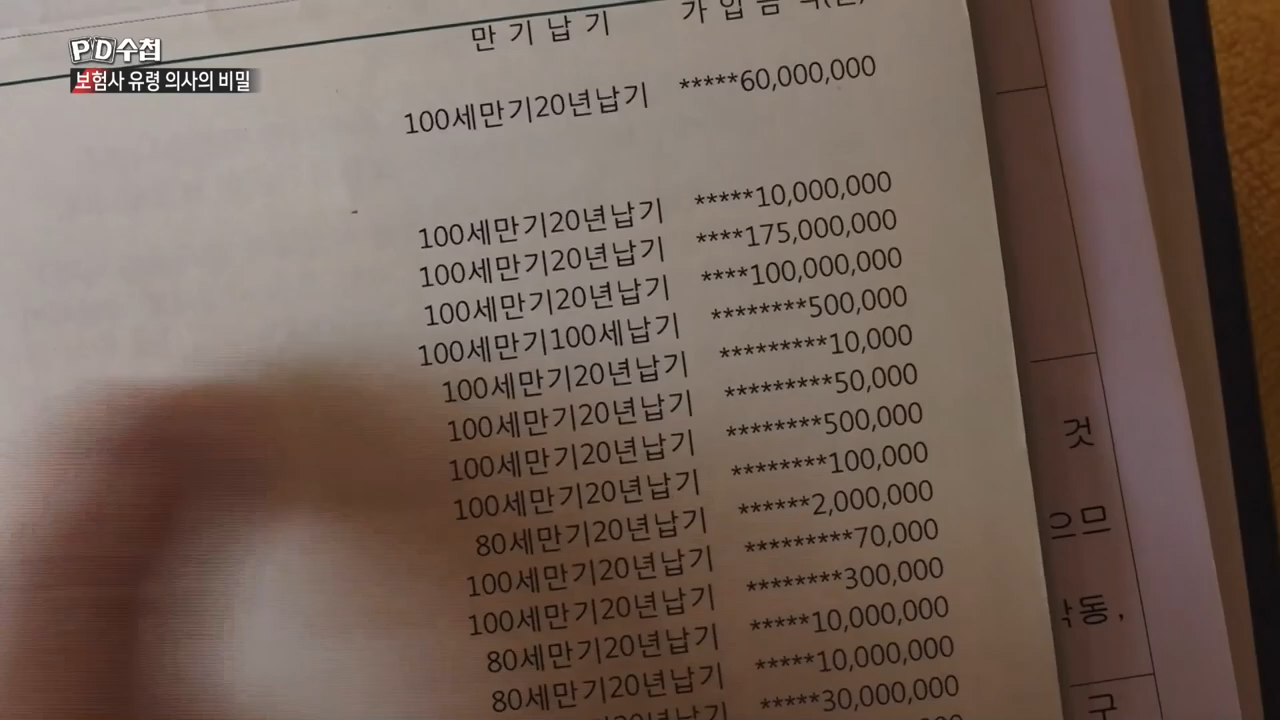 PD수첩
보험사 유령 의사의 비밀
만기납기 가입금
100세만기20년납기 *****60,000,000
100세만기20년납기 *****10,000,000
100세만기20년납기 ****175,000,000
100세만기20년납기 ****100,000,000
100세만기100세납기 ********500,000
100세만기20년납기 *********10,000
100세만기20년납기 *********50,000
100세만기20년납기 ********500,000
100세만기20년납기 ********100,000
80세만기20년납기 ******2,000,000
100세만기20년납기 *********70,000
100세만기20년납기 ********300,000
80세만기20년납기 *****10,000,000
80세만기20년납기 *****10,000,000
20년납기 *****30,000,000
것
으므
동,
구